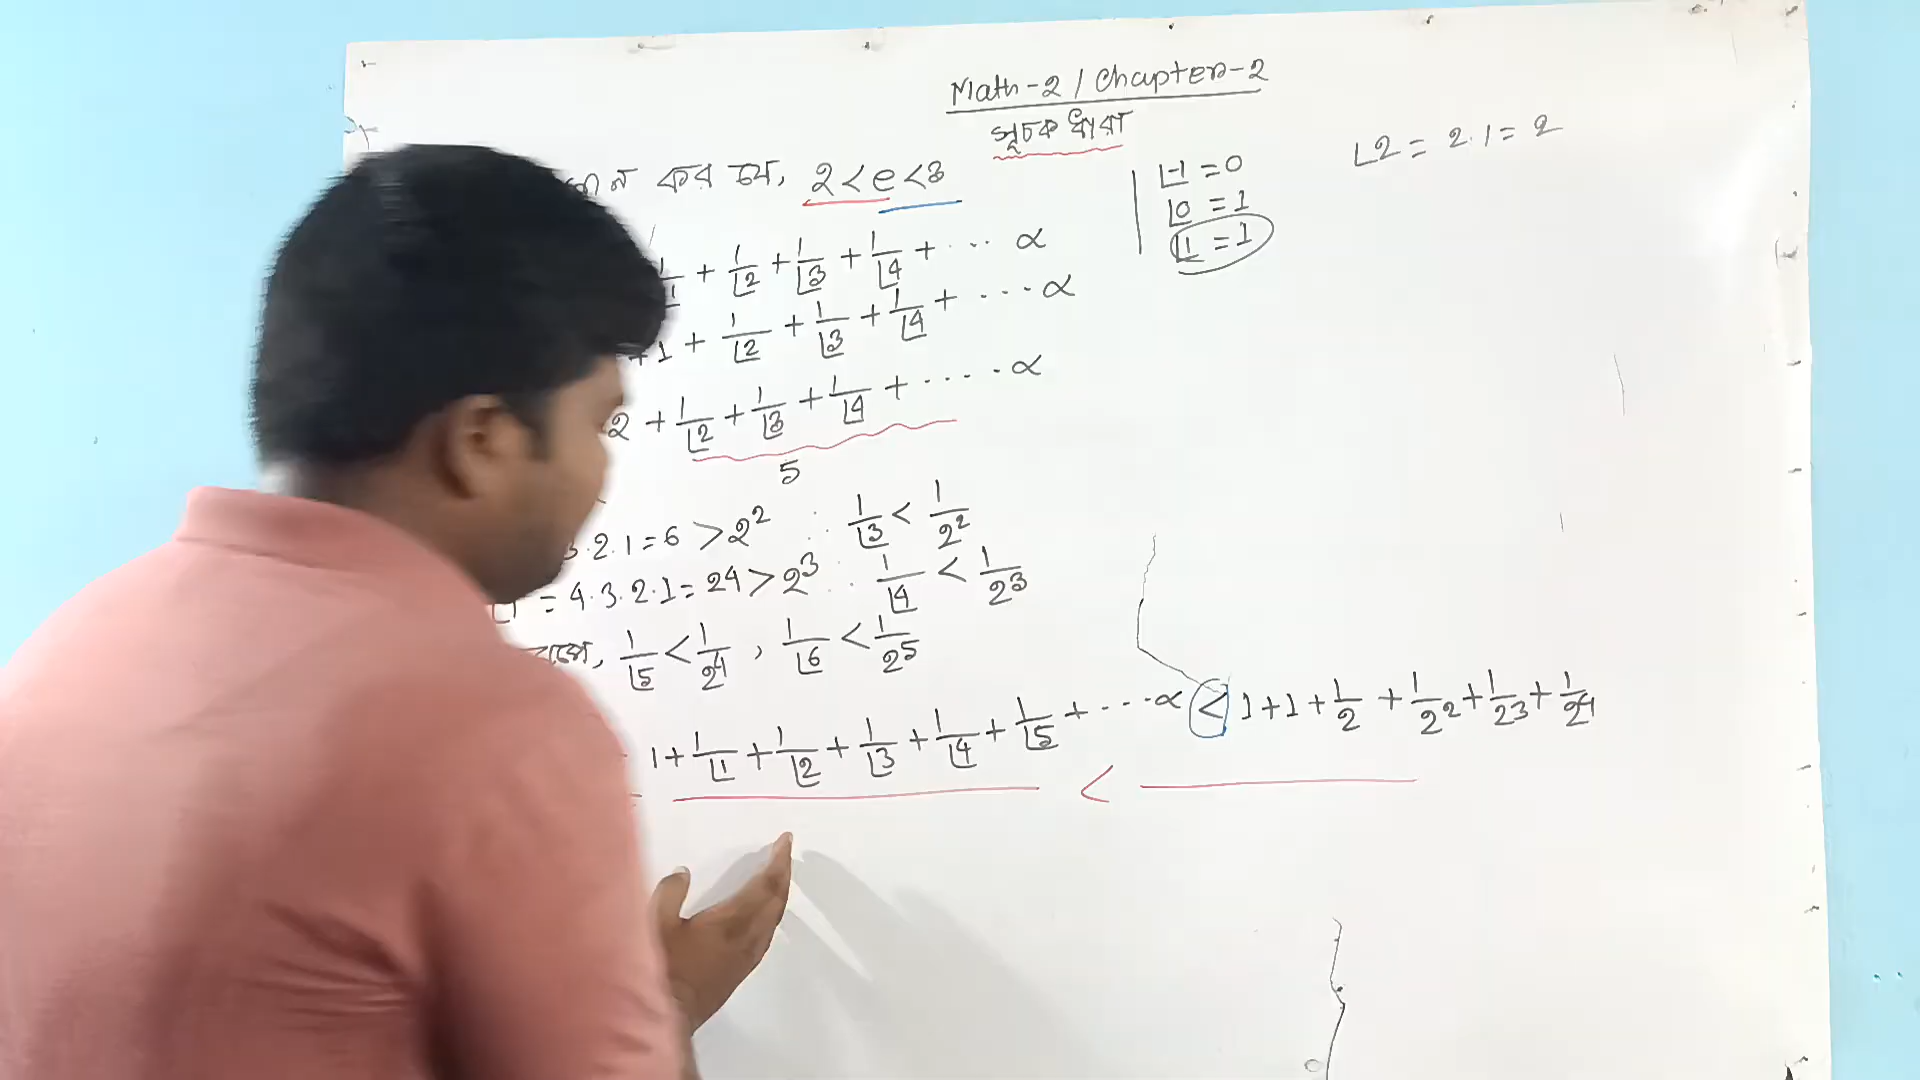 Math-2 / Chapter-2
সূচক ধারা
কর যে, 2 < e < 3
∟-1 = 0
∟0 = 1
∟1 = 1
∟2 = 2·1 = 2
+ 1/∟2 + 1/∟3 + 1/∟4 + ... ∝
+ 1 + 1/∟2 + 1/∟3 + 1/∟4 + ... ∝
2 + 1/∟2 + 1/∟3 + 1/∟4 + .... ∝
5
3·2·1 = 6 > 2² ∴ 1/∟3 < 1/2²
= 4·3·2·1 = 24 > 2³ ∴ 1/∟4 < 1/2³
1/∟5 < 1/2⁴ , 1/∟6 < 1/2⁵
1 + 1/∟1 + 1/∟2 + 1/∟3 + 1/∟4 + 1/∟5 + ... ∝ < 1 + 1 + 1/2 + 1/2² + 1/2³ + 1/2⁴
<